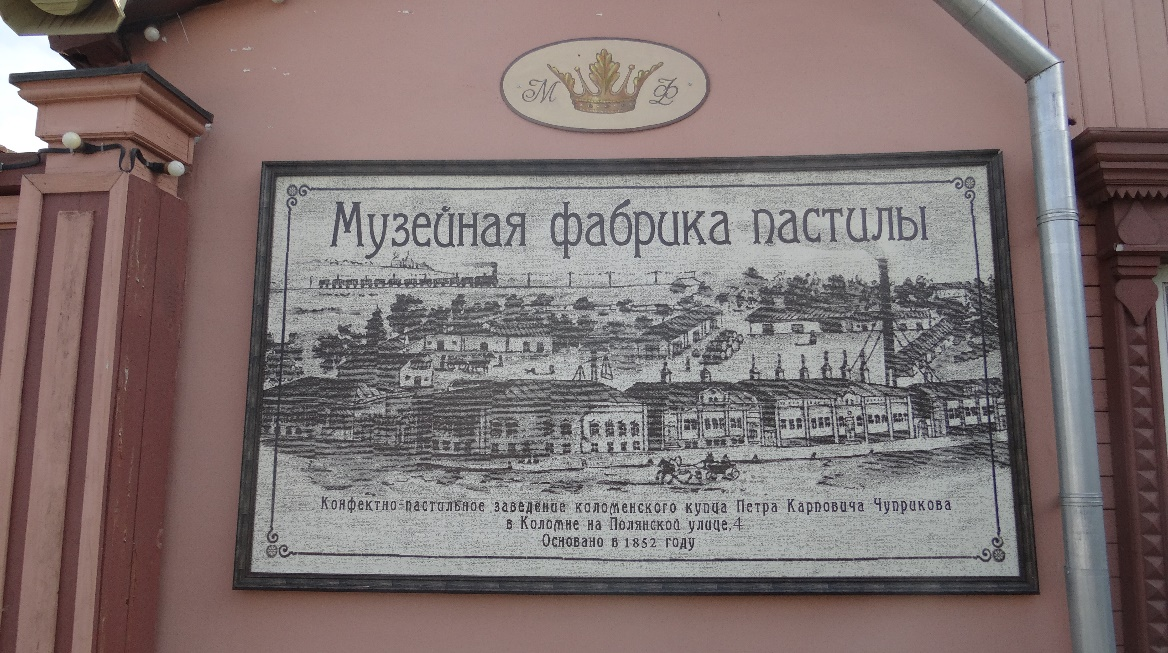 М Ф
Музейная фабрика пастилы
Конфектно-пастильное заведение коломенского купца Петра Карповича Чуприкова
в Коломне на Полянской улице, 4
Основано в 1852 году